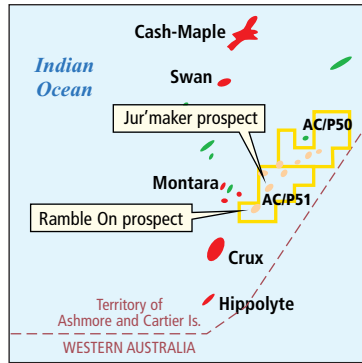 Cash-Maple
Indian
Ocean
Swan
Jur'maker prospect
AC/P50
Montara
AC/P51
Ramble On prospect
Crux
Hippolyte
Territory of
Ashmore and Cartier Is.
WESTERN AUSTRALIA